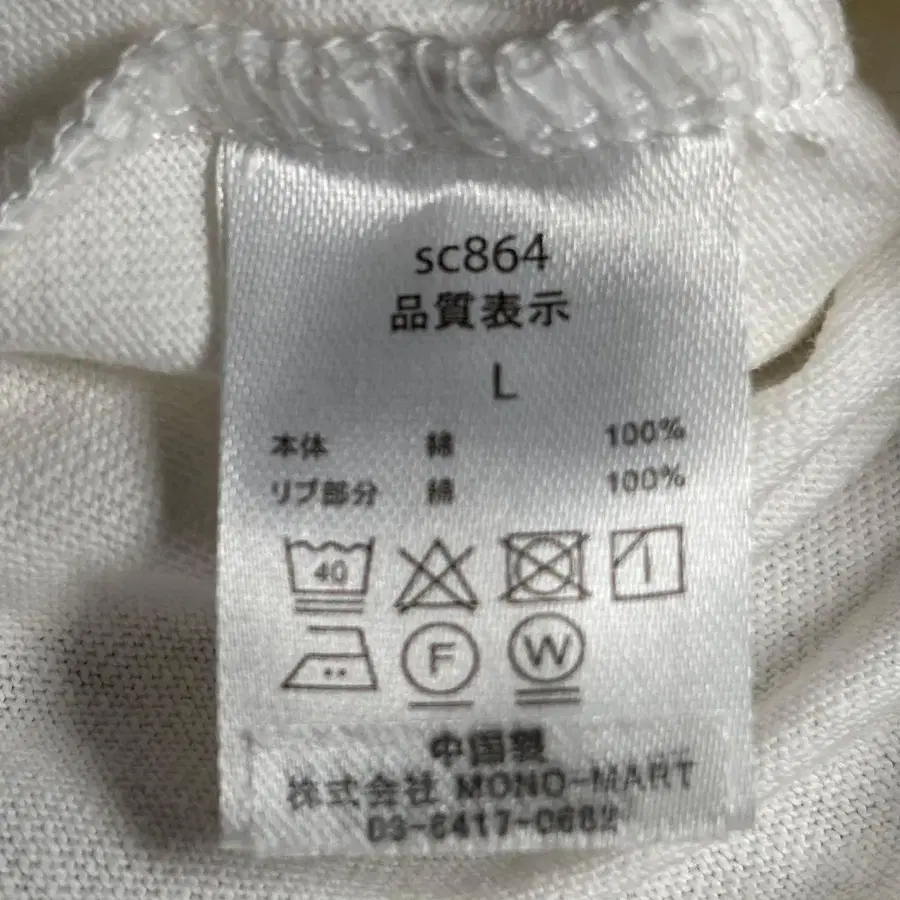 sc864
品質表示
L
本体 綿 100%
リブ部分 綿 100%
40
F W
中国製
株式会社 MONO-MART
03-6417-0682